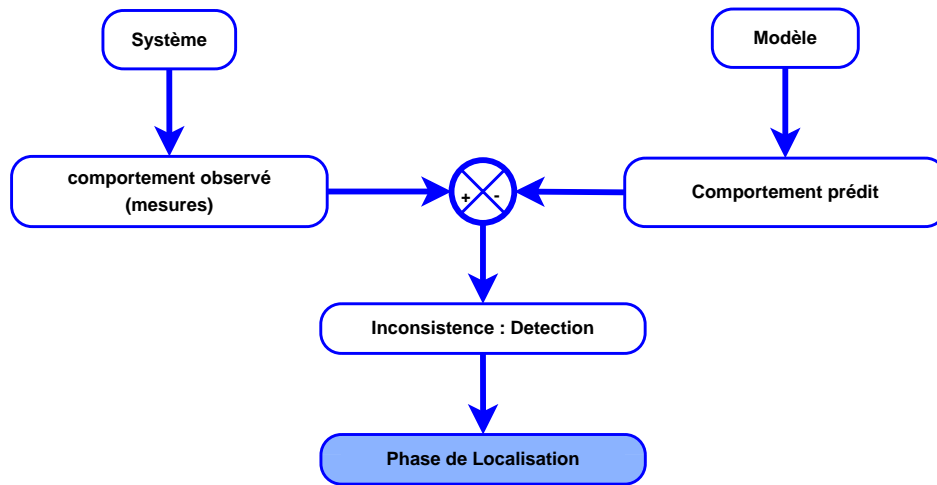 Système
Modèle
comportement observé
(mesures)
+ -
Comportement prédit
Inconsistence : Detection
Phase de Localisation